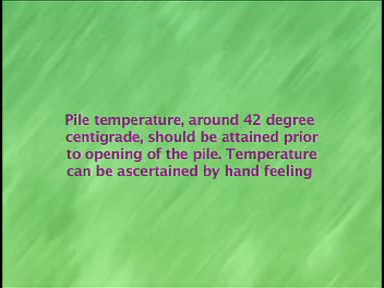 Pile temperature, around 42 degree
centigrade, should be attained prior
to opening of the pile. Temperature
can be ascertained by hand feeling